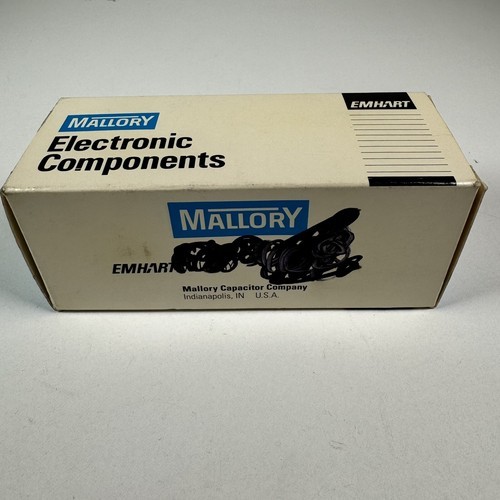 MALLORY
EMHART
Electronic
Components
MALLORY
EMHART
Mallory Capacitor Company
Indianapolis, IN U.S.A.